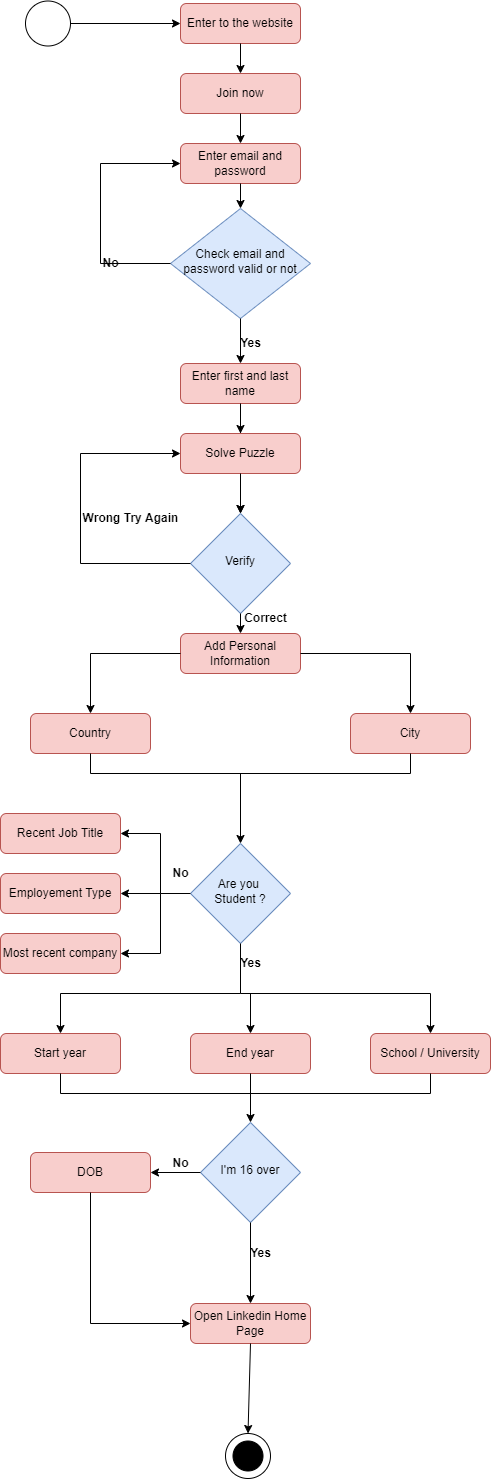 Enter to the website
Join now
Enter email and
password
Check email and
password valid or not
No
Yes
Enter first and last
name
Solve Puzzle
Wrong Try Again
Verify
Correct
Add Personal
Information
Country
City
Recent Job Title
No
Are you
Student ?
Employement Type
Most recent company
Yes
Start year
End year
School / University
No
I'm 16 over
DOB
Yes
Open Linkedin Home
Page